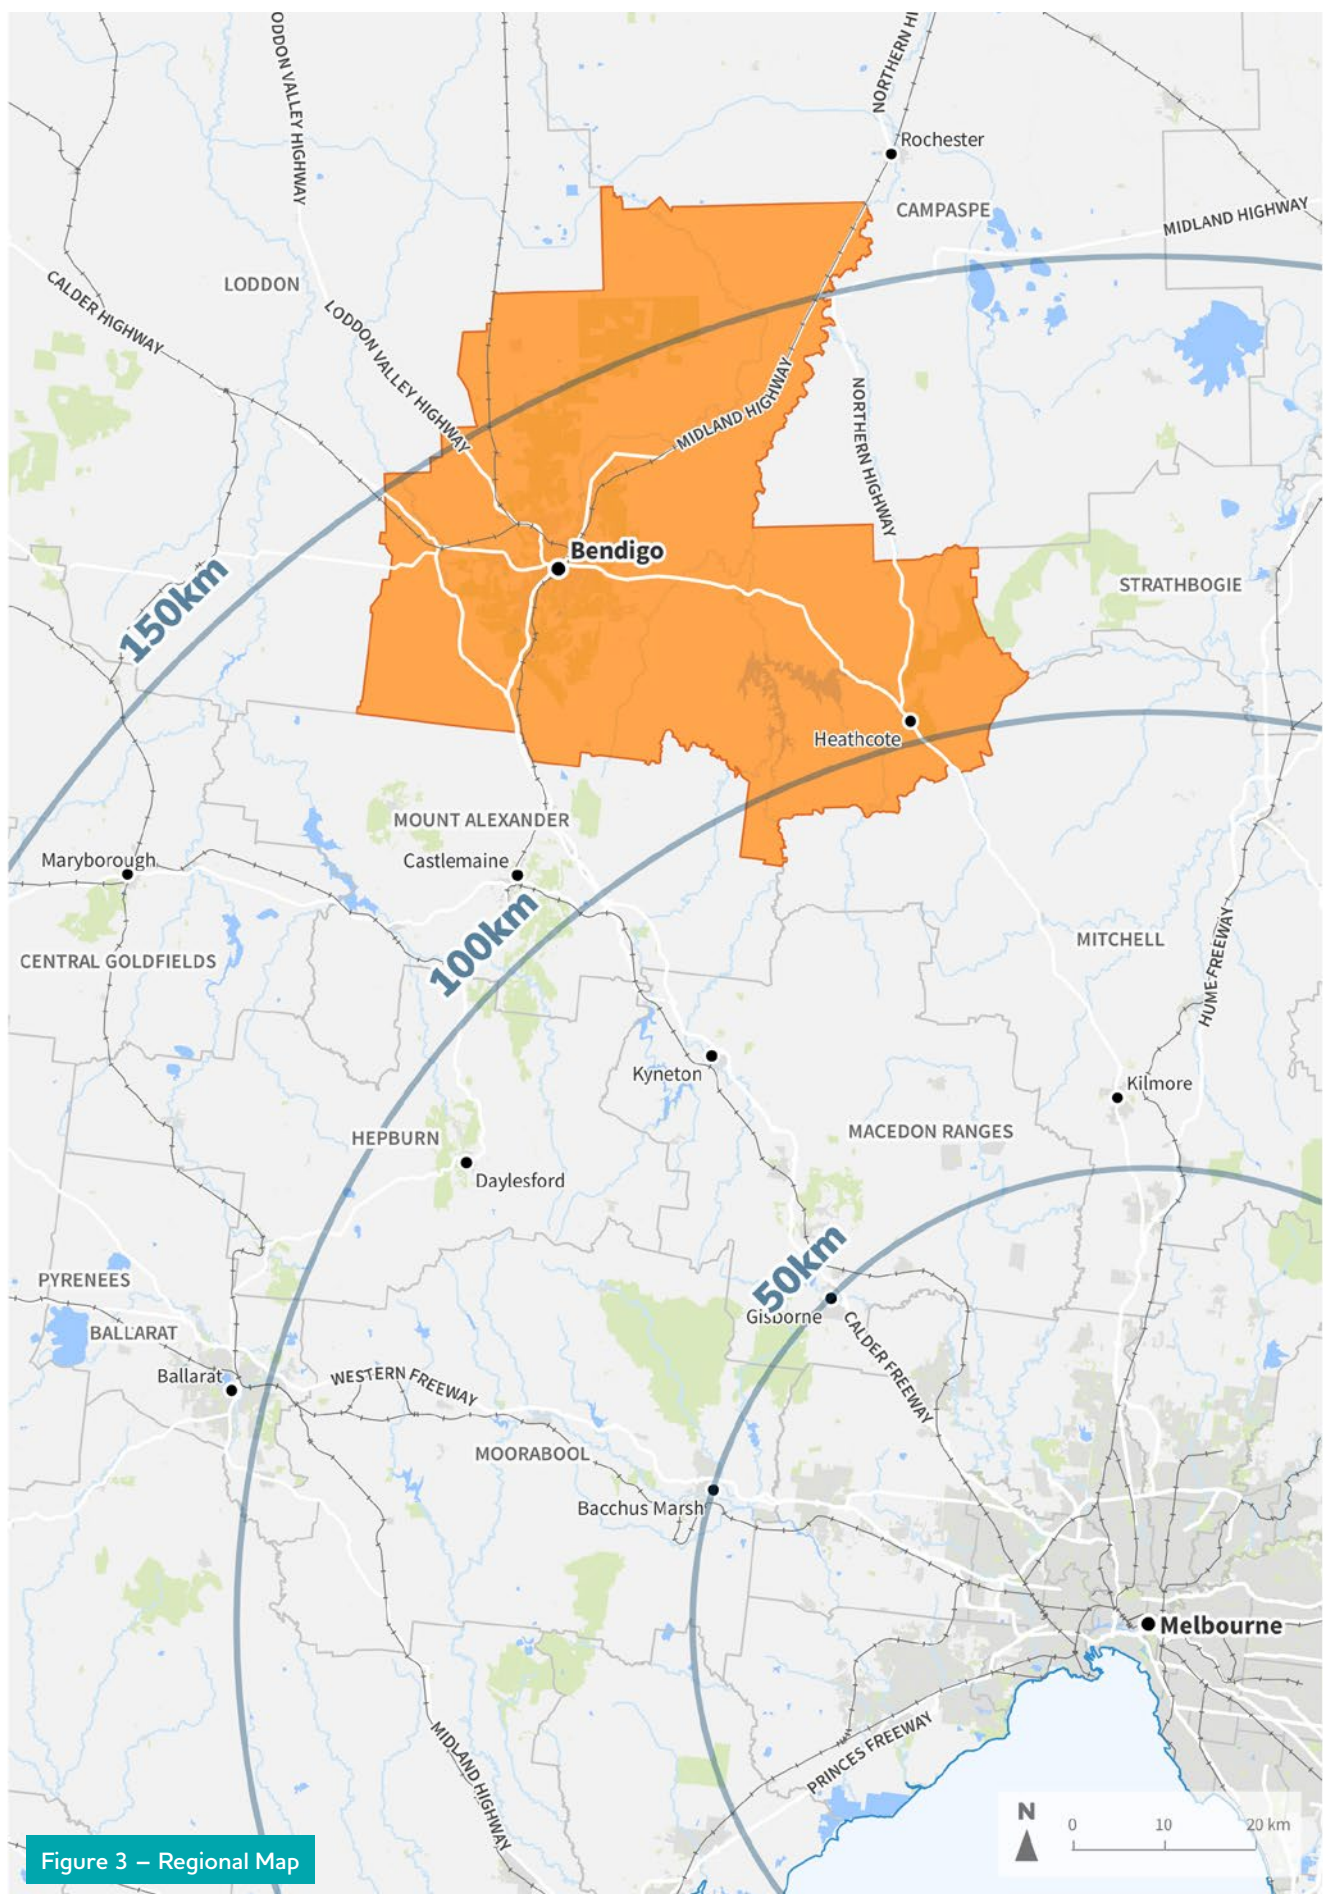 ODDON VALLEY HIGHWAY
NORTHERN HI
Rochester
CAMPASPE
MIDLAND HIGHWAY
LODDON
CALDER HIGHWAY
LODDON VALLEY HIGHWAY
MIDLAND HIGHWAY
NORTHERN HIGHWAY
Bendigo
STRATHBOGIE
150km
Heathcote
MOUNT ALEXANDER
Maryborough
Castlemaine
100km
CENTRAL GOLDFIELDS
MITCHELL
HUME FREEWAY
Kyneton
Kilmore
HEPBURN
MACEDON RANGES
Daylesford
50km
PYRENEES
Gisborne
BALLARAT
CALDER FREEWAY
Ballarat
WESTERN FREEWAY
MOORABOOL
Bacchus Marsh
Melbourne
MIDLAND HIGHWAY
PRINCES FREEWAY
N
0 10 20 km
Figure 3 – Regional Map